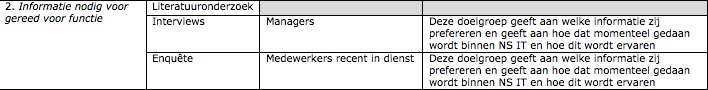 2. Informatie nodig voor
gereed voor functie
Literatuuronderzoek
Interviews
Managers
Deze doelgroep geeft aan welke informatie zij
prefereren en geeft aan hoe dat momenteel gedaan
wordt binnen NS IT en hoe dit wordt ervaren
Enquête
Medewerkers recent in dienst
Deze doelgroep geeft aan welke informatie zij
prefereren en geeft aan hoe dat momenteel gedaan
wordt binnen NS IT en hoe dit wordt ervaren